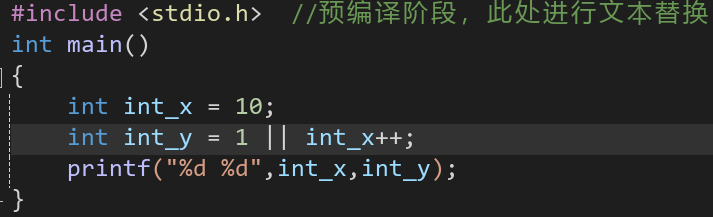 #include <stdio.h>  //预编译阶段，此处进行文本替换
int main()
{
    int int_x = 10;
    int int_y = 1 || int_x++;
    printf("%d %d",int_x,int_y);
}